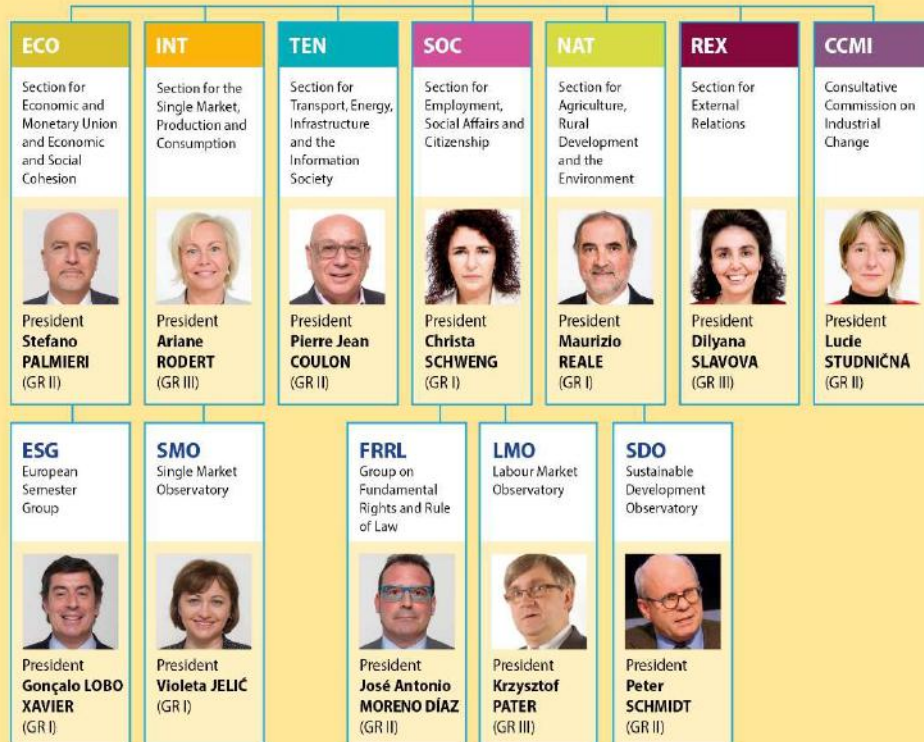 ECO
Section for
Economic and
Monetary Union
and Economic
and Social
Cohesion
President
Stefano
PALMIERI
(GR II)
INT
Section for the
Single Market,
Production and
Consumption
President
Ariane
RODERT
(GR III)
TEN
Section for
Transport, Energy,
Infrastructure
and the
Information
Society
President
Pierre Jean
COULON
(GR II)
SOC
Section for
Employment,
Social Affairs and
Citizenship
President
Christa
SCHWENG
(GR I)
NAT
Section for
Agriculture,
Rural
Development
and the
Environment
President
Maurizio
REALE
(GR I)
REX
Section for
External
Relations
President
Dilyana
SLAVOVA
(GR III)
CCMI
Consultative
Commission on
Industrial
Change
President
Lucie
STUDNIČNÁ
(GR II)
ESG
European
Semester
Group
President
Gonçalo LOBO
XAVIER
(GR I)
SMO
Single Market
Observatory
President
Violeta JELIĆ
(GR I)
FRRL
Group on
Fundamental
Rights and Rule
of Law
President
José Antonio
MORENO DÍAZ
(GR II)
LMO
Labour Market
Observatory
President
Krzysztof
PATER
(GR III)
SDO
Sustainable
Development
Observatory
President
Peter
SCHMIDT
(GR II)